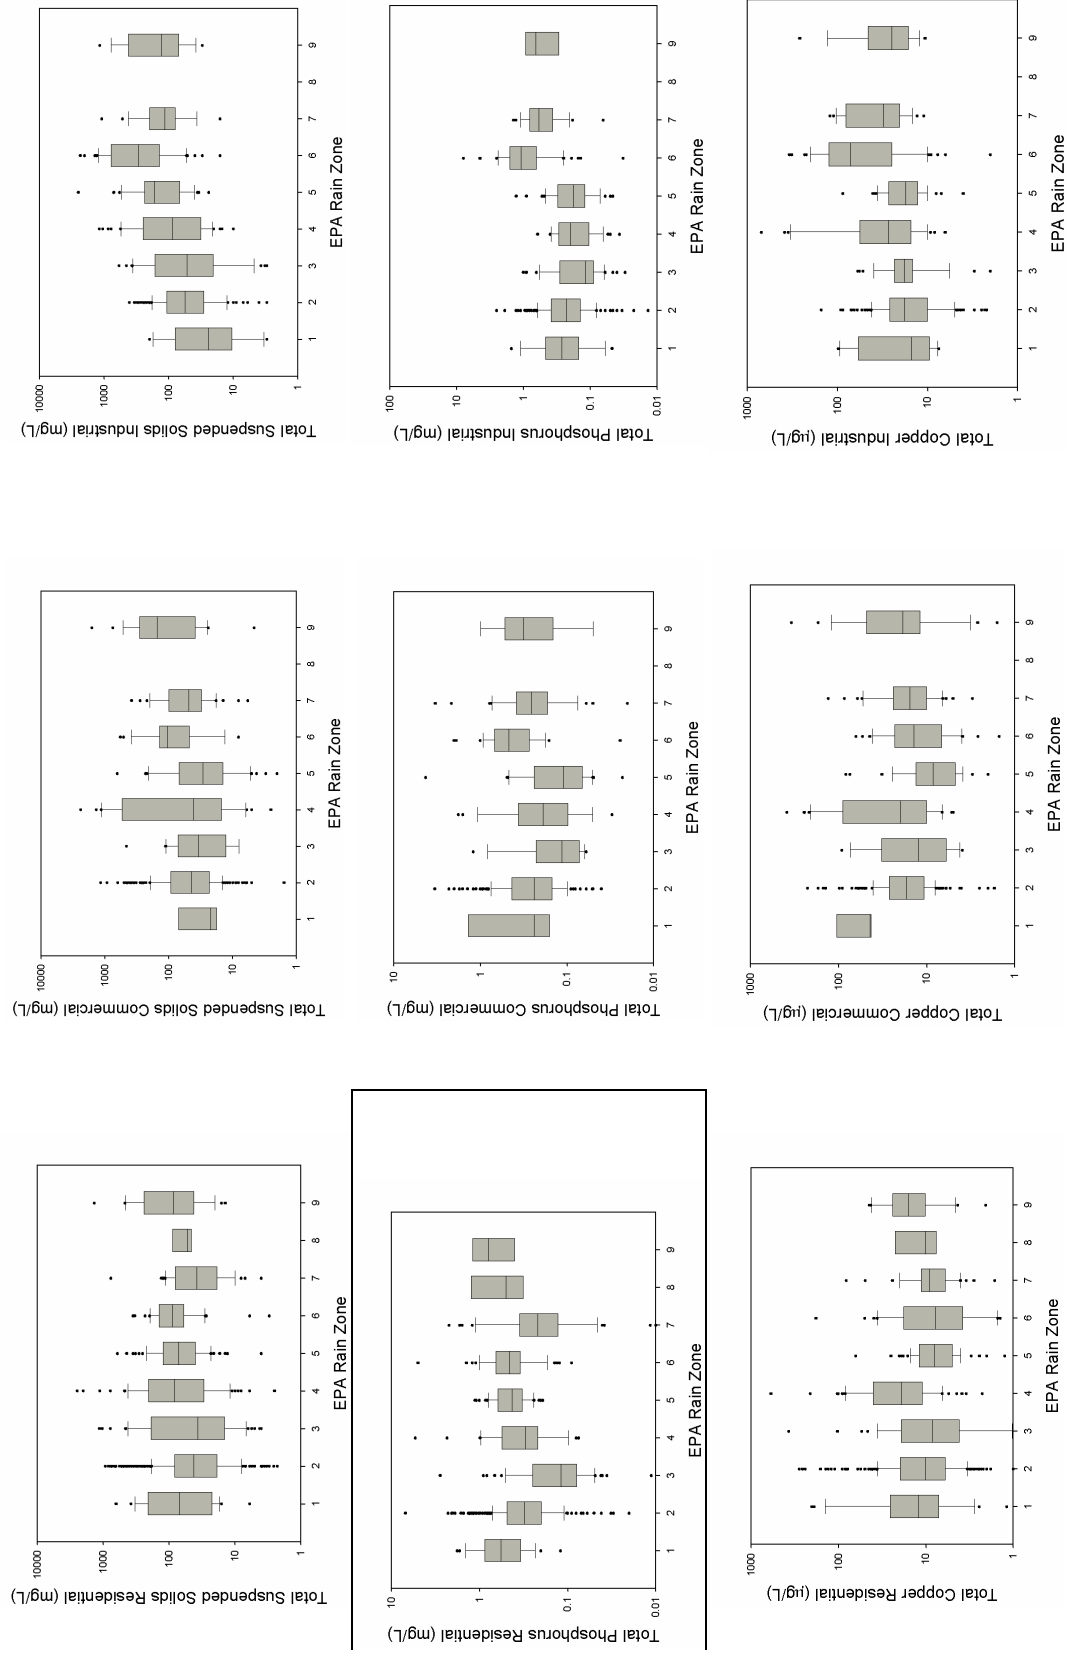 Total Suspended Solids Residential (mg/L)
10000
1000
100
10
1
1 2 3 4 5 6 7 8 9
EPA Rain Zone
Total Suspended Solids Commercial (mg/L)
10000
1000
100
10
1
1 2 3 4 5 6 7 8 9
EPA Rain Zone
Total Suspended Solids Industrial (mg/L)
10000
1000
100
10
1
1 2 3 4 5 6 7 8 9
EPA Rain Zone
Total Phosphorus Residential (mg/L)
10
1
0.1
0.01
1 2 3 4 5 6 7 8 9
EPA Rain Zone
Total Phosphorus Commercial (mg/L)
10
1
0.1
0.01
1 2 3 4 5 6 7 8 9
EPA Rain Zone
Total Phosphorus Industrial (mg/L)
100
10
1
0.1
0.01
1 2 3 4 5 6 7 8 9
EPA Rain Zone
Total Copper Residential (µg/L)
1000
100
10
1
1 2 3 4 5 6 7 8 9
EPA Rain Zone
Total Copper Commercial (µg/L)
1000
100
10
1
1 2 3 4 5 6 7 8 9
EPA Rain Zone
Total Copper Industrial (µg/L)
1000
100
10
1
1 2 3 4 5 6 7 8 9
EPA Rain Zone